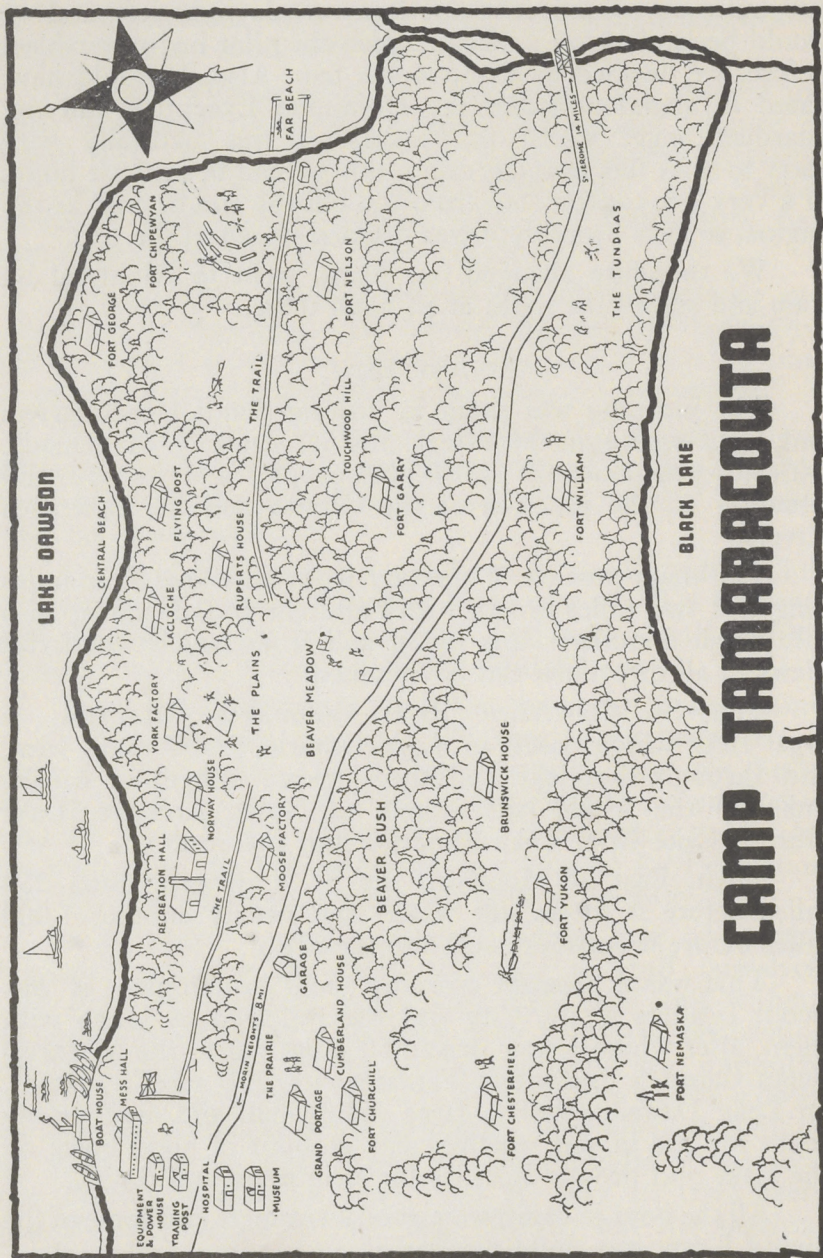 LAKE DAWSON
BOAT HOUSE
MESS HALL
EQUIPMENT
& POWER
HOUSE
TRADING
POST
HOSPITAL
MUSEUM
RECREATION HALL
NORWAY HOUSE
THE TRAIL
MOOSE FACTORY
YORK FACTORY
THE PLAINS
BEAVER MEADOW
CENTRAL BEACH
LACLOCHE
FLYING POST
RUPERTS HOUSE
THE TRAIL
FORT GEORGE
FORT CHIPEWYAN
FAR BEACH
FORT NELSON
TOUCHWOOD HILL
FORT GARRY
← MORIN HEIGHTS 8 MI
THE PRAIRIE
GARAGE
GRAND PORTAGE
CUMBERLAND HOUSE
FORT CHURCHILL
BEAVER BUSH
BRUNSWICK HOUSE
FORT YUKON
FORT CHESTERFIELD
FORT NEMASKA
FORT WILLIAM
ST JEROME 14 MILES →
THE TUNDRAS
BLACK LAKE
CAMP TAMARACOUTA